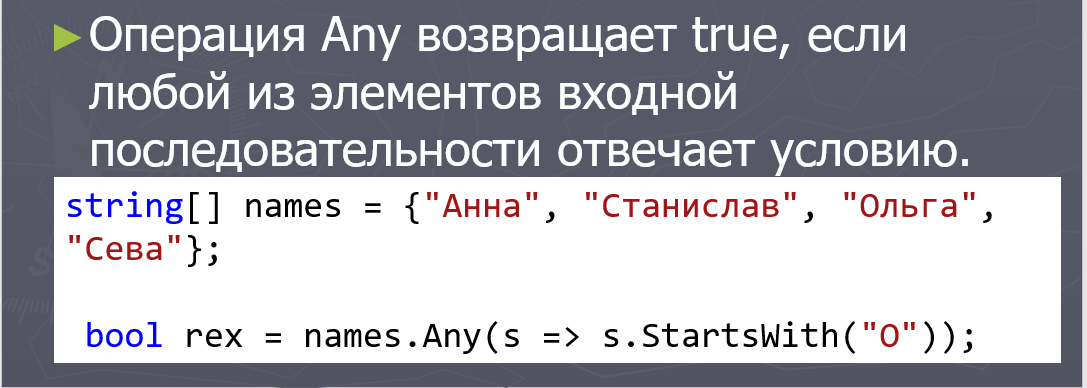 ►Операция Any возвращает true, если
любой из элементов входной
последовательности отвечает условию.
string[] names = {"Анна", "Станислав", "Ольга",
"Сева"};
bool rex = names.Any(s => s.StartsWith("О"));